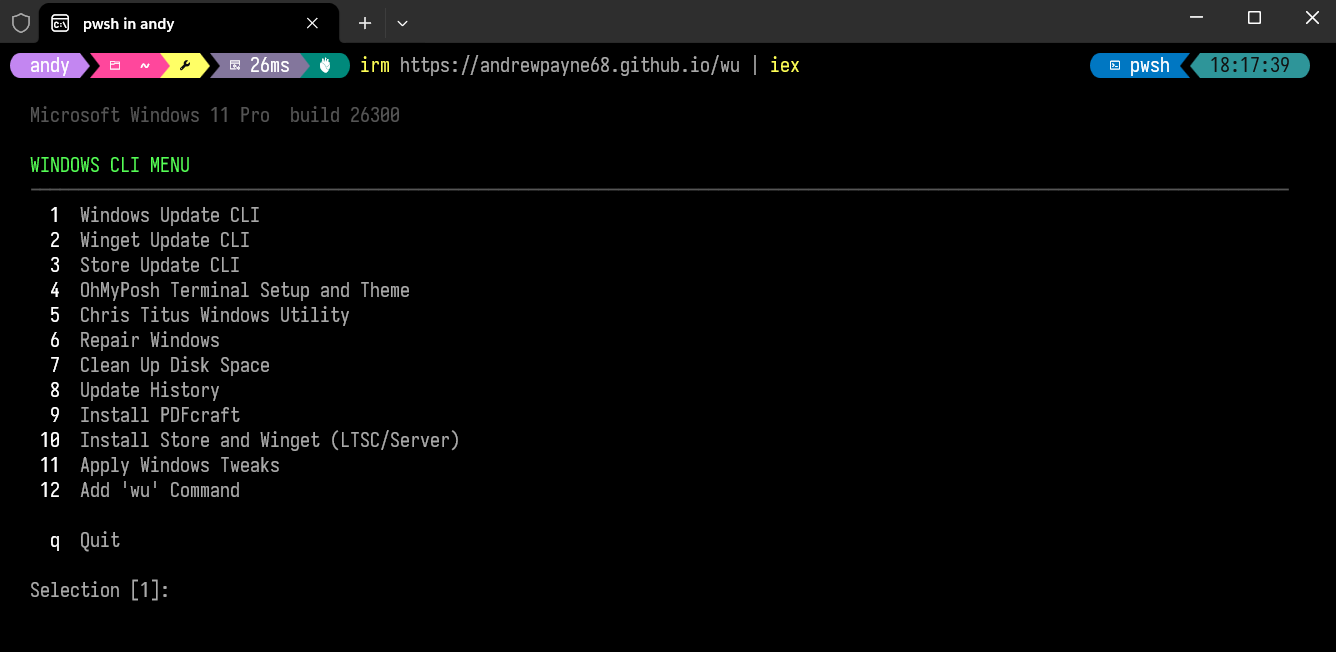 pwsh in andy
andy ~ 26ms irm https://andrewpayne68.github.io/wu | iex pwsh 18:17:39
Microsoft Windows 11 Pro build 26300
WINDOWS CLI MENU
1 Windows Update CLI
2 Winget Update CLI
3 Store Update CLI
4 OhMyPosh Terminal Setup and Theme
5 Chris Titus Windows Utility
6 Repair Windows
7 Clean Up Disk Space
8 Update History
9 Install PDFcraft
10 Install Store and Winget (LTSC/Server)
11 Apply Windows Tweaks
12 Add 'wu' Command
q Quit
Selection [1]: